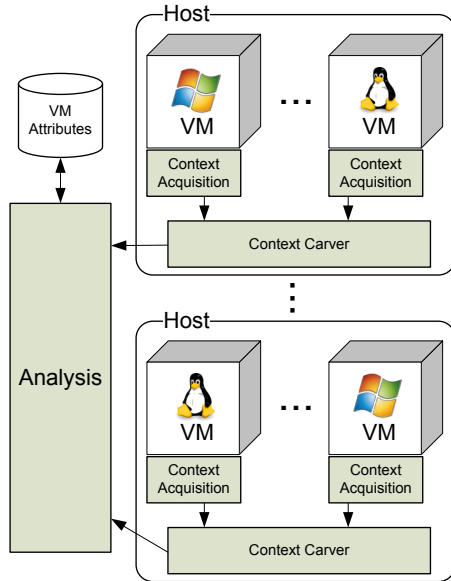 Host
VM
Attributes
VM
...
VM
Context
Acquisition
Context
Acquisition
Context Carver
Analysis
Host
VM
...
VM
Context
Acquisition
Context
Acquisition
Context Carver